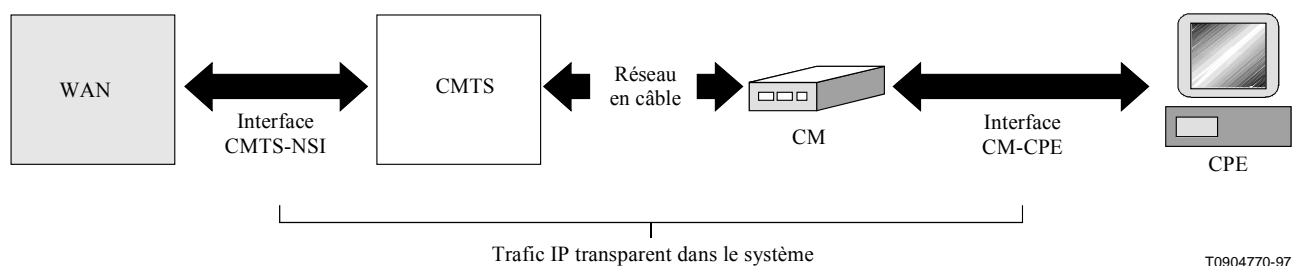 WAN
Interface
CMTS-NSI
CMTS
Réseau
en câble
CM
Interface
CM-CPE
CPE
Trafic IP transparent dans le système
T0904770-97